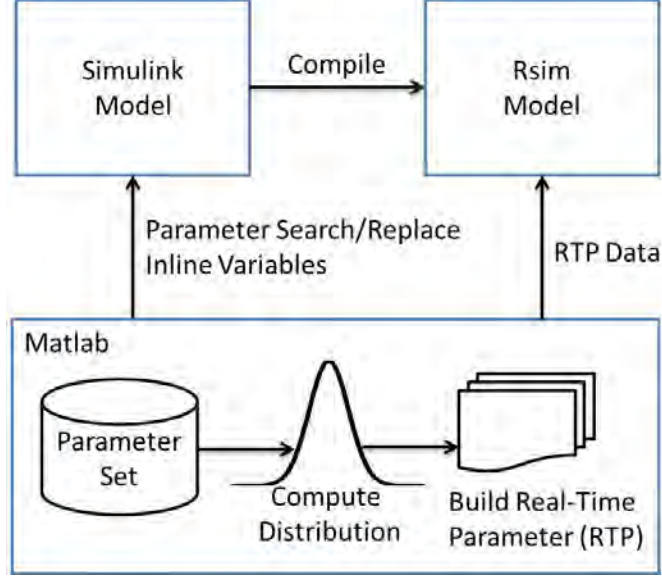 Simulink
Model
Compile
Rsim
Model
Parameter Search/Replace
Inline Variables
RTP Data
Matlab
Parameter
Set
Compute
Distribution
Build Real-Time
Parameter (RTP)